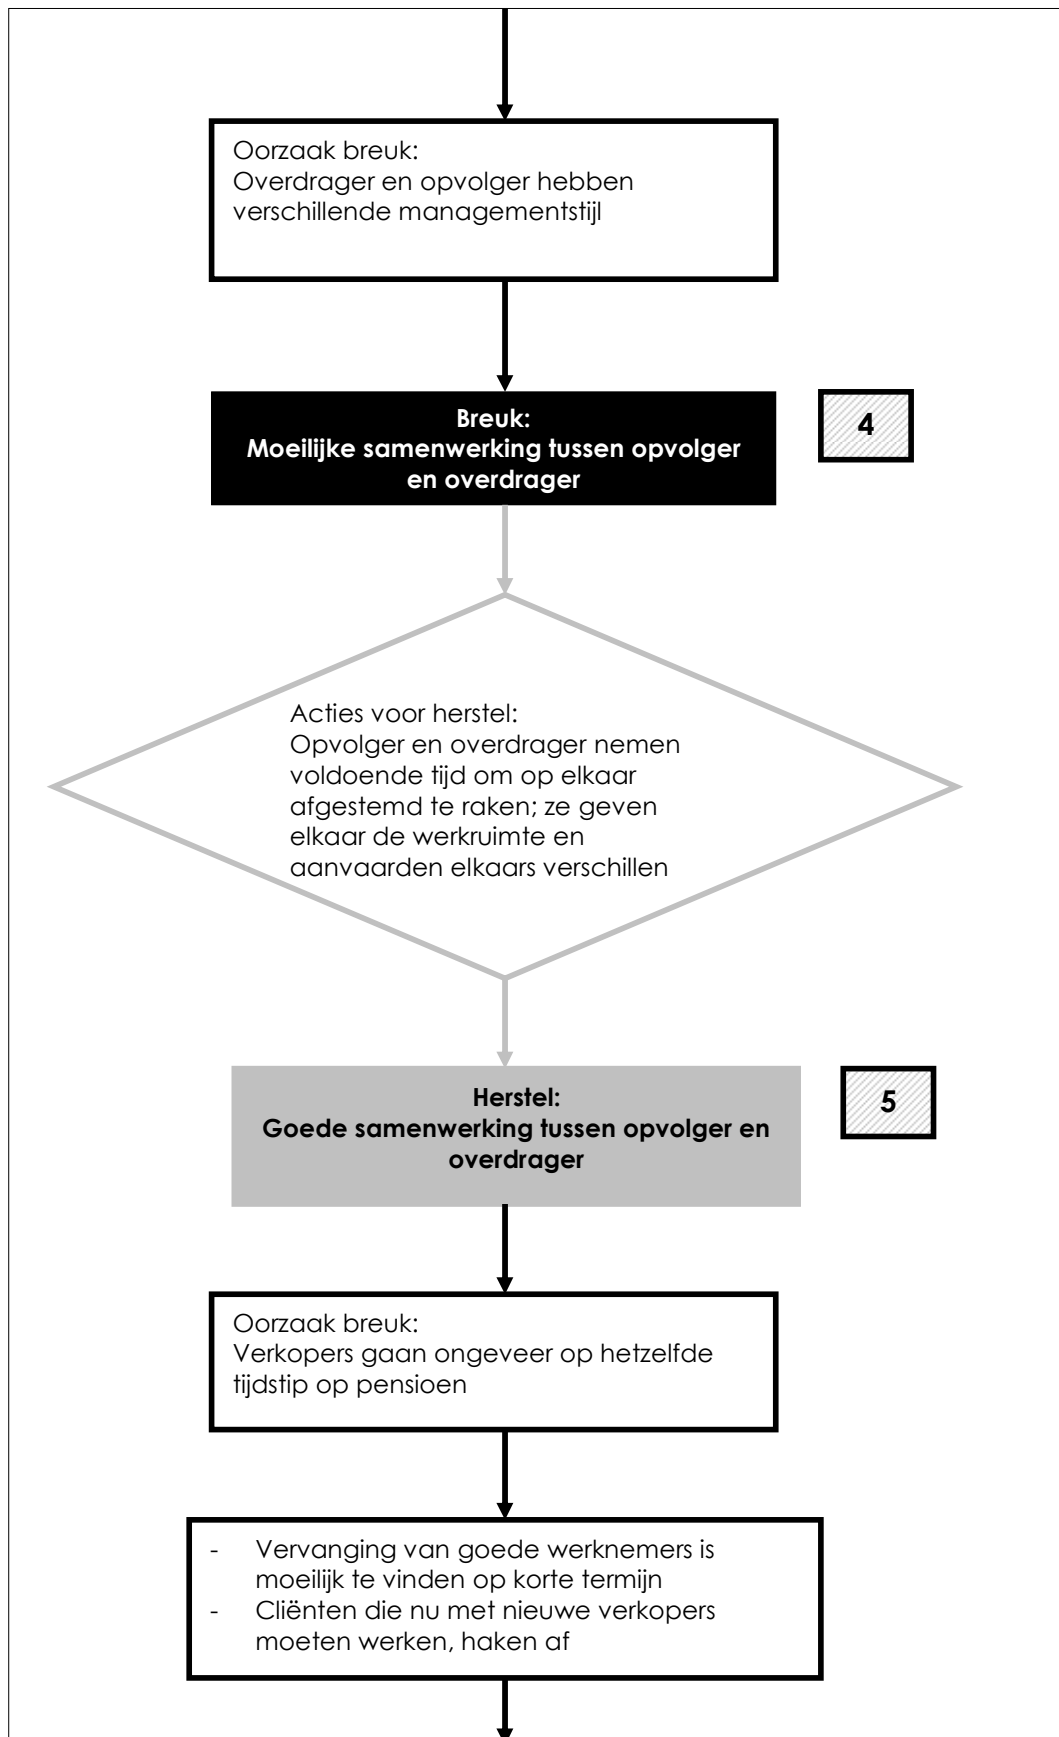 Oorzaak breuk:
Overdrager en opvolger hebben
verschillende managementstijl
Breuk:
Moeilijke samenwerking tussen opvolger
en overdrager
4
Acties voor herstel:
Opvolger en overdrager nemen
voldoende tijd om op elkaar
afgestemd te raken; ze geven
elkaar de werkruimte en
aanvaarden elkaars verschillen
Herstel:
Goede samenwerking tussen opvolger en
overdrager
5
Oorzaak breuk:
Verkopers gaan ongeveer op hetzelfde
tijdstip op pensioen
- Vervanging van goede werknemers is
moeilijk te vinden op korte termijn
- Cliënten die nu met nieuwe verkopers
moeten werken, haken af